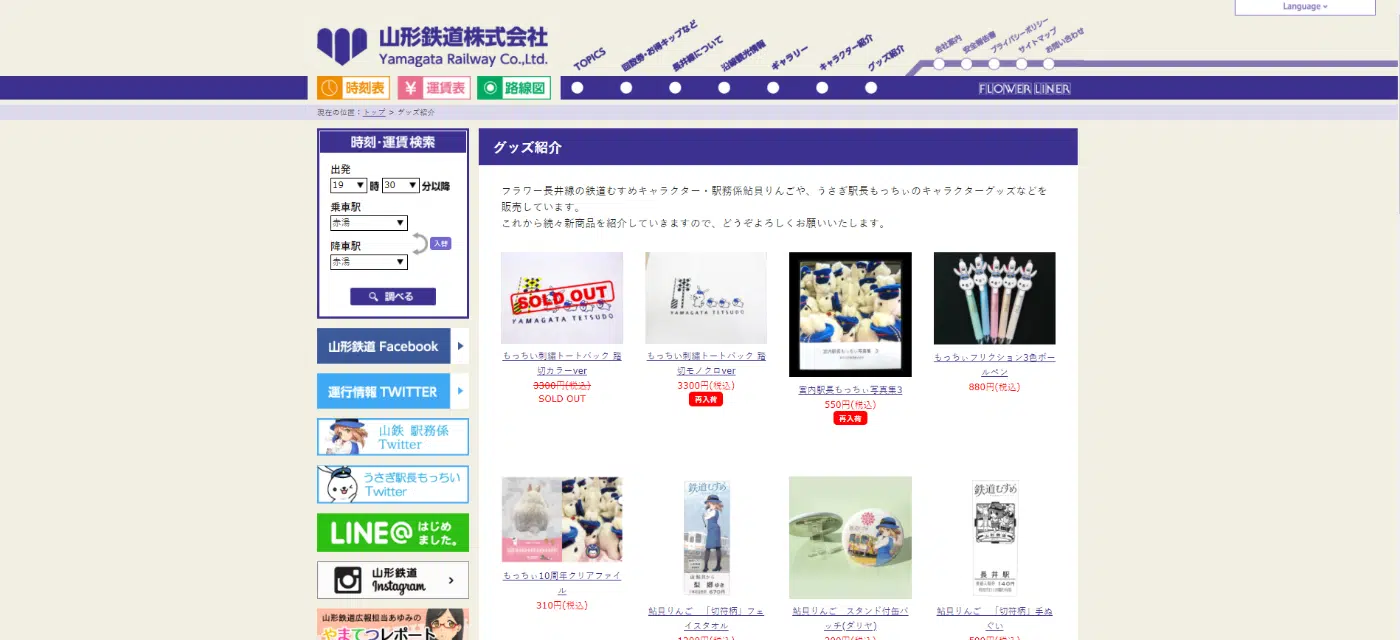 Language
山形鉄道株式会社
Yamagata Railway Co.,Ltd.
TOPICS
回数券・お得キップなど
長井線について
沿線観光情報
ギャラリー
キャラクター紹介
グッズ紹介
会社案内
安全報告書
プライバシーポリシー
サイトマップ
お問い合わせ
時刻表
¥ 運賃表
路線図
FLOWER LINER
現在の位置：トップ > グッズ紹介
時刻・運賃検索
出発
19 時 30 分以降
乗車駅
赤湯
入替
降車駅
赤湯
調べる
山形鉄道 Facebook
運行情報 TWITTER
山鉄 駅務係
Twitter
うさぎ駅長もっちぃ
Twitter
LINE@ はじめ
ました。
山形鉄道
Instagram
山形鉄道広報担当あゆみの
やまてつレポート
グッズ紹介
フラワー長井線の鉄道むすめキャラクター・駅務係鮎貝りんごや、うさぎ駅長もっちぃのキャラクターグッズなどを
販売しています。
これから続々新商品を紹介していきますので、どうぞよろしくお願いいたします。
SOLD OUT
YAMAGATA TETSUDO
もっちぃ刺繍トートバック 踏
切カラーver
3300円(税込)
SOLD OUT
YAMAGATA TETSUDO
もっちぃ刺繍トートバック 踏
切モノクロver
3300円(税込)
再入荷
宮内駅長もっちぃ写真集3
宮内駅長もっちぃ写真集3
550円(税込)
再入荷
もっちぃフリクション3色ボー
ルペン
880円(税込)
もっちぃ10周年クリアファイ
ル
310円(税込)
鉄道むすめ
梨郷
鮎貝りんご　「切符柄」フェ
イスタオル
鮎貝りんご　スタンド付缶バ
ッチ(ダリヤ)
鉄道むすめ
山形鉄道
長井駅
140円
鮎貝りんご　「切符柄」手ぬ
ぐい